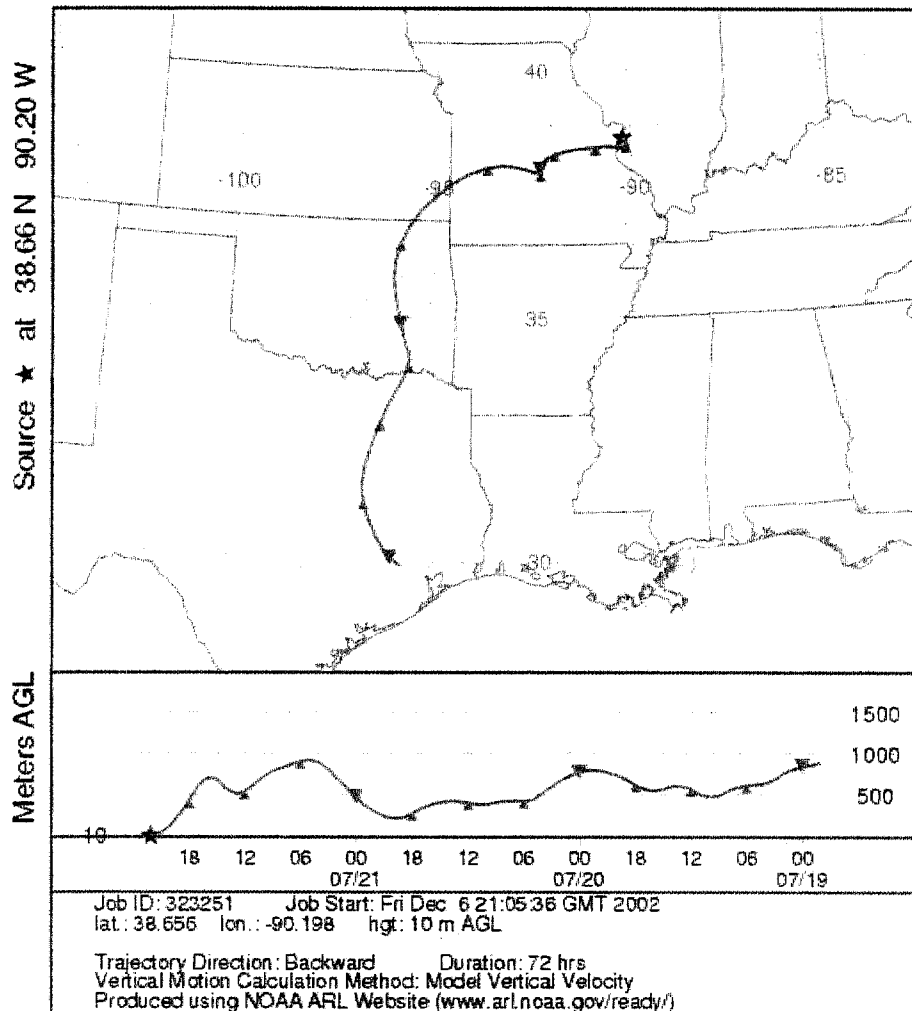 Source ★ at 38.66 N 90.20 W
40
-100
-95
-90
-85
35
30
Meters AGL
1500
1000
500
10
18 12 06 00 18 12 06 00 18 12 06 00
07/21 07/20 07/19
Job ID: 323251 Job Start: Fri Dec 6 21:05:36 GMT 2002
lat.: 38.656 lon.: -90.198 hgt: 10 m AGL
Trajectory Direction: Backward Duration: 72 hrs
Vertical Motion Calculation Method: Model Vertical Velocity
Produced using NOAA ARL Website (www.arl.noaa.gov/ready/)